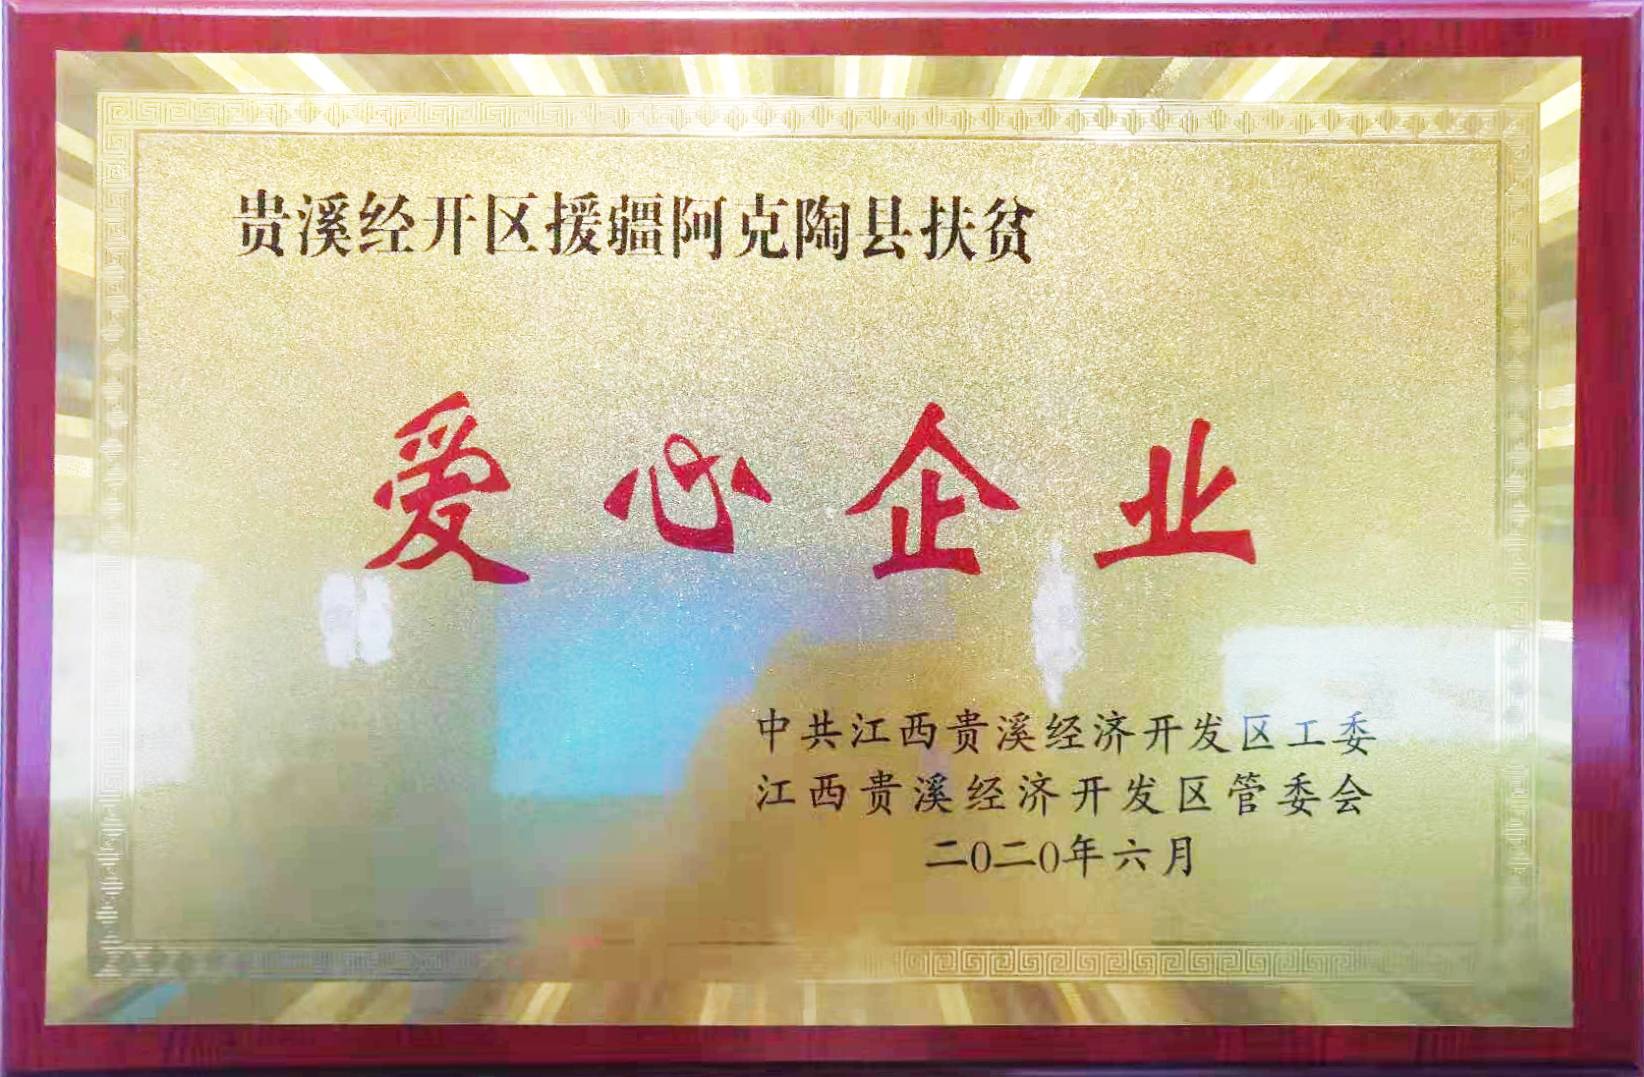 贵溪经开区援疆阿克陶县扶贫
爱心企业
中共江西贵溪经济开发区工委
江西贵溪经济开发区管委会
二0二0年六月